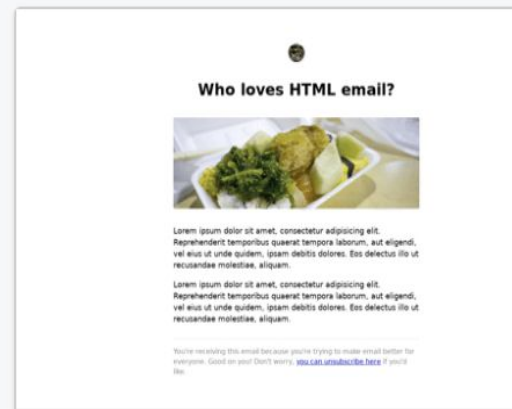 Who loves HTML email?
Lorem ipsum dolor sit amet, consectetur adipisicing elit.
Reprehenderit temporibus quaerat tempora laborum, aut eligendi,
vel eius ut unde quidem, ipsam debitis dolores. Eos delectus illo ut
recusandae molestiae, aliquam.
Lorem ipsum dolor sit amet, consectetur adipisicing elit.
Reprehenderit temporibus quaerat tempora laborum, aut eligendi,
vel eius ut unde quidem, ipsam debitis dolores. Eos delectus illo ut
recusandae molestiae, aliquam.
You're receiving this email because you're trying to make email better for
everyone. Good on you! Don't worry, you can unsubscribe here if you'd
like.